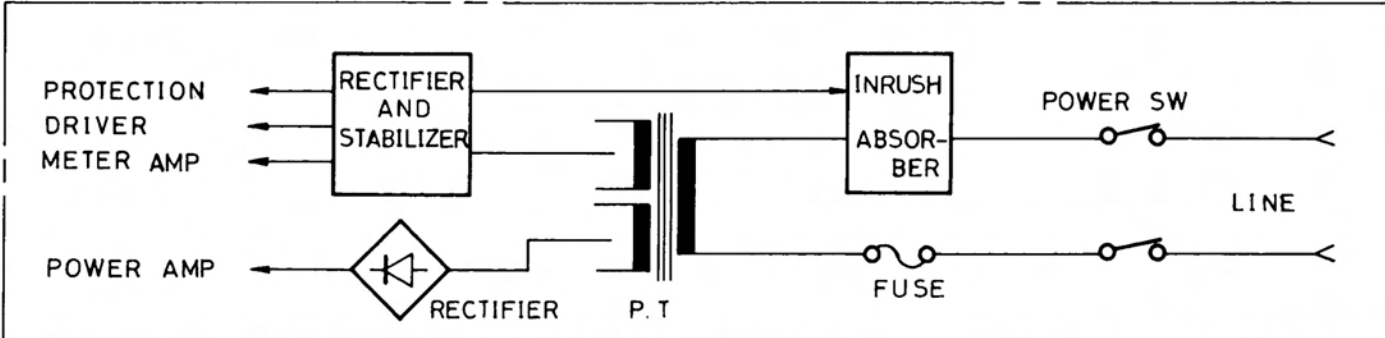 PROTECTION
DRIVER
METER AMP
RECTIFIER
AND
STABILIZER
INRUSH
ABSOR-
BER
POWER SW
LINE
POWER AMP
RECTIFIER
P.T
FUSE